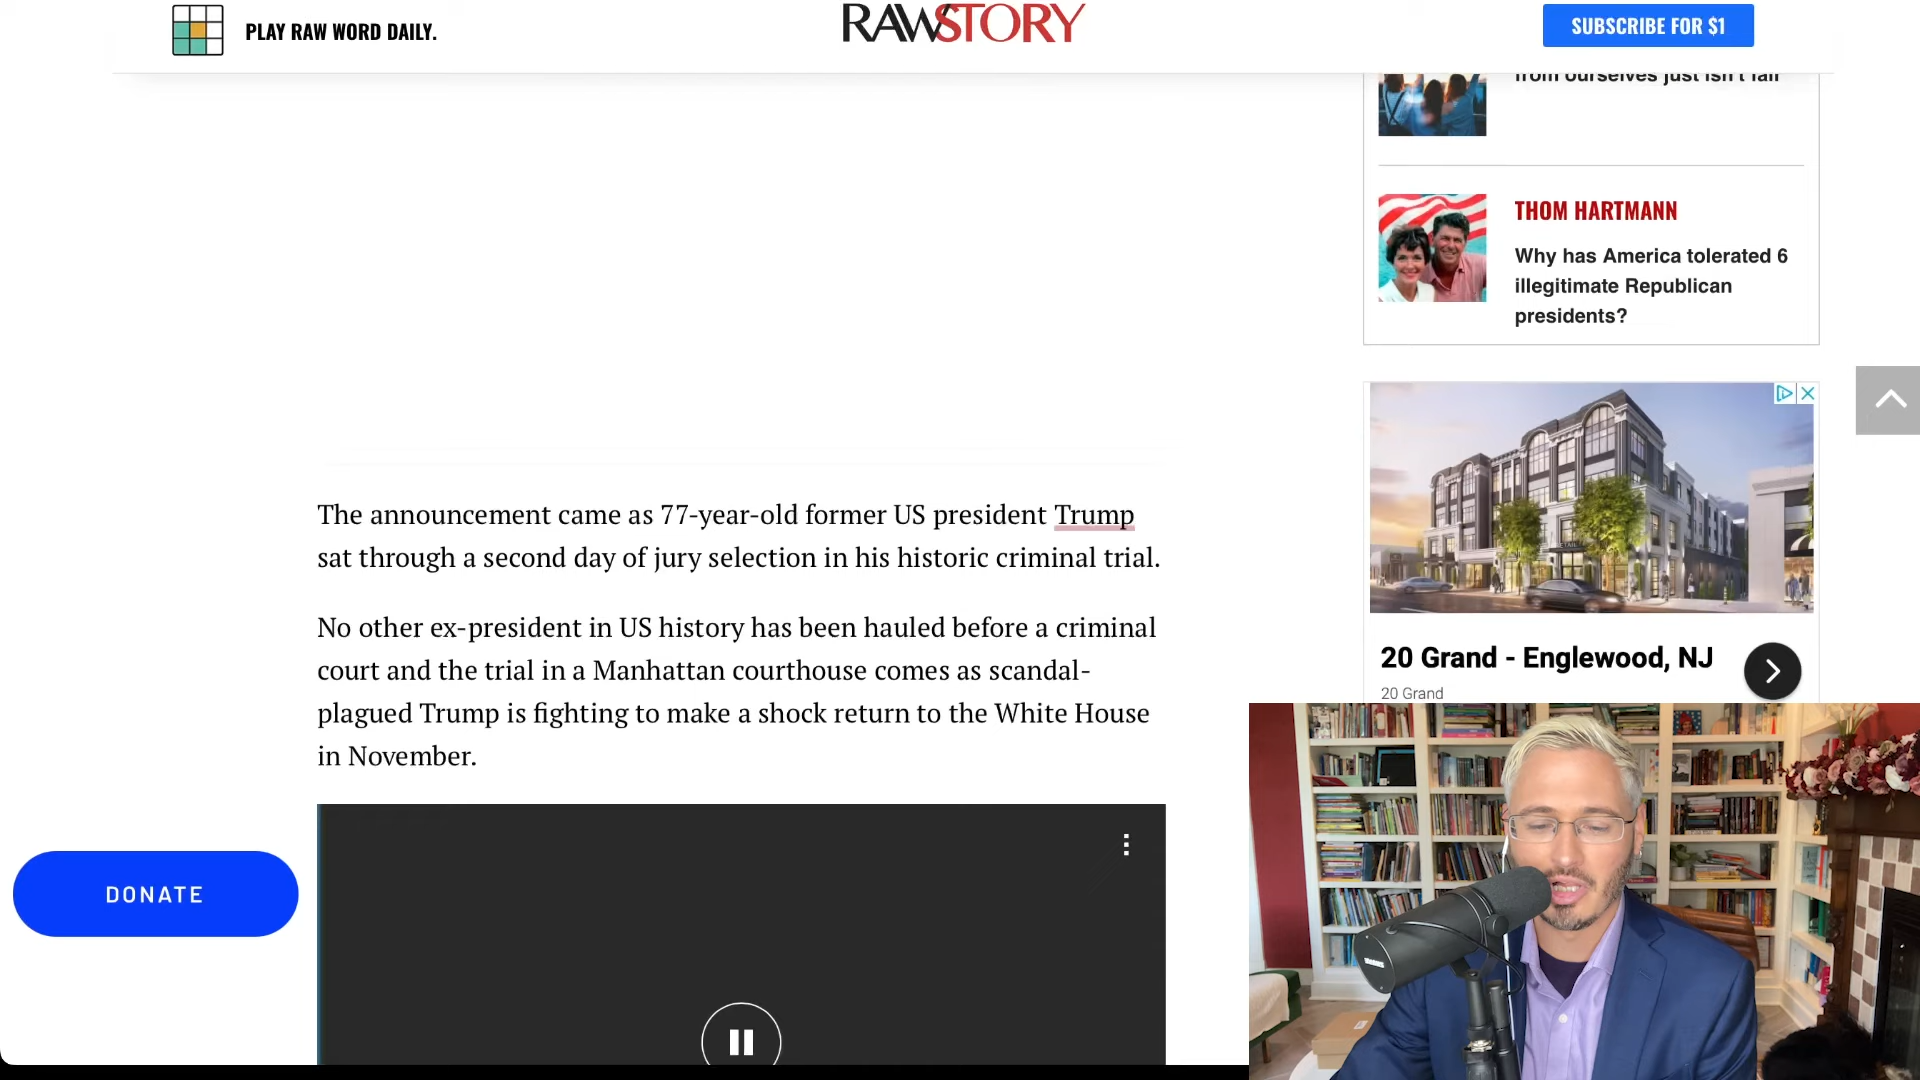 PLAY RAW WORD DAILY.
RAWSTORY
SUBSCRIBE FOR $1
from ourselves just isn't fair
THOM HARTMANN
Why has America tolerated 6
illegitimate Republican
presidents?
The announcement came as 77-year-old former US president Trump
sat through a second day of jury selection in his historic criminal trial.
No other ex-president in US history has been hauled before a criminal
court and the trial in a Manhattan courthouse comes as scandal-
plagued Trump is fighting to make a shock return to the White House
in November.
20 Grand - Englewood, NJ
20 Grand
DONATE